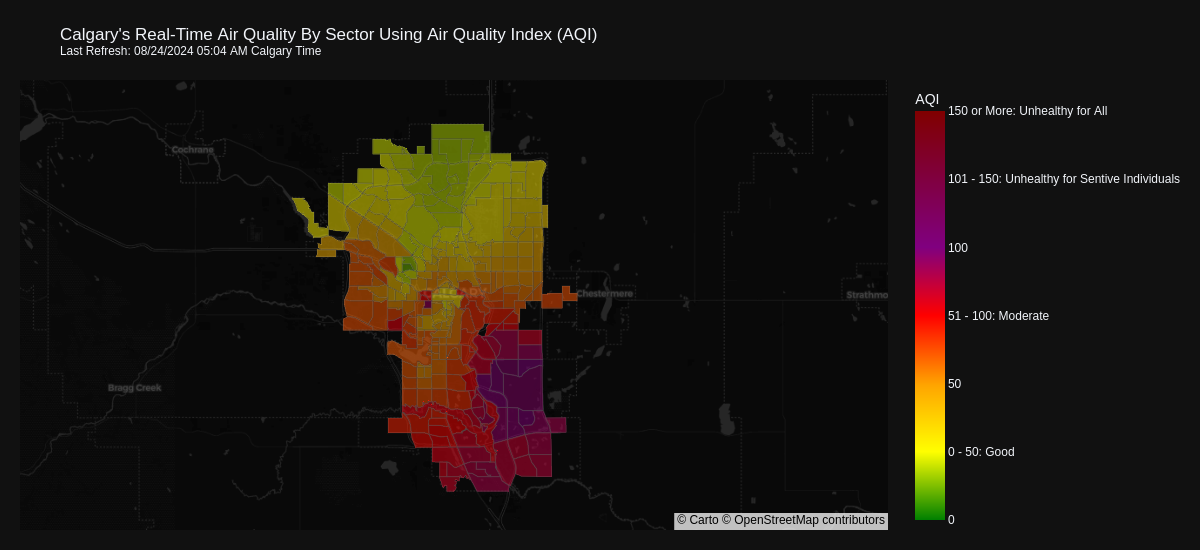 Calgary's Real-Time Air Quality By Sector Using Air Quality Index (AQI)
Last Refresh: 08/24/2024 05:04 AM Calgary Time
AQI
150 or More: Unhealthy for All
101 - 150: Unhealthy for Sentive Individuals
100
51 - 100: Moderate
50
0 - 50: Good
0
Cochrane
CALGARY
Chestermere
Strathmo
Bragg Creek
© Carto © OpenStreetMap contributors